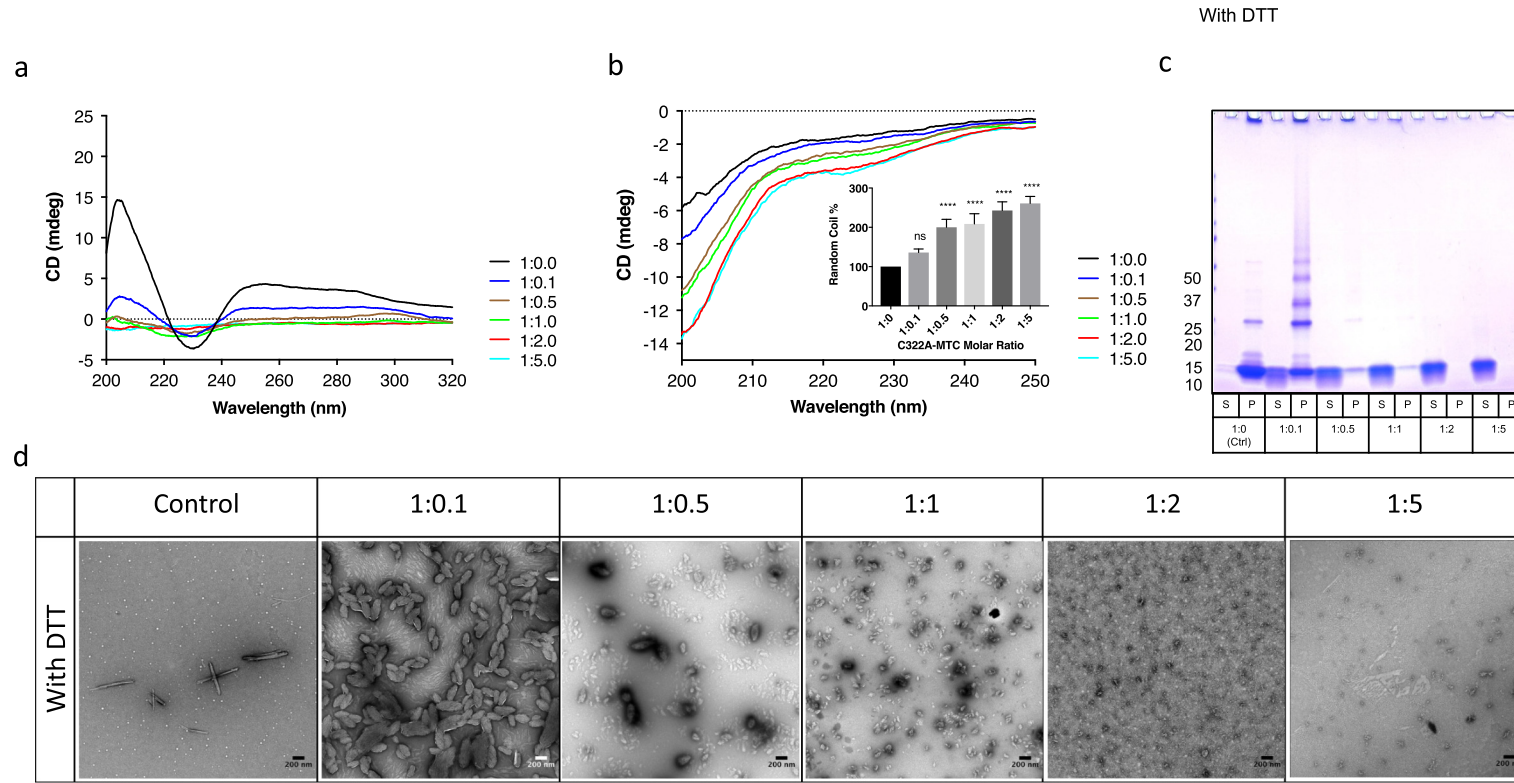 With DTT
a
b
c
25
20
15
10
5
0
-5
200
220
240
260
280
300
320
CD (mdeg)
Wavelength (nm)
1:0.0
1:0.1
1:0.5
1:1.0
1:2.0
1:5.0
0
-2
-4
-6
-8
-10
-12
-14
200
210
220
230
240
250
CD (mdeg)
Wavelength (nm)
300
200
100
0
Random Coil %
ns
****
****
****
****
1:0
1:0.1
1:0.5
1:1
1:2
1:5
C322A-MTC Molar Ratio
1:0.0
1:0.1
1:0.5
1:1.0
1:2.0
1:5.0
50
37
25
20
15
10
S P S P S P S P S P S P
1:0 (Ctrl) 1:0.1 1:0.5 1:1 1:2 1:5
d
Control 1:0.1 1:0.5 1:1 1:2 1:5
With DTT
200 nm
200 nm
200 nm
200 nm
200 nm
200 nm